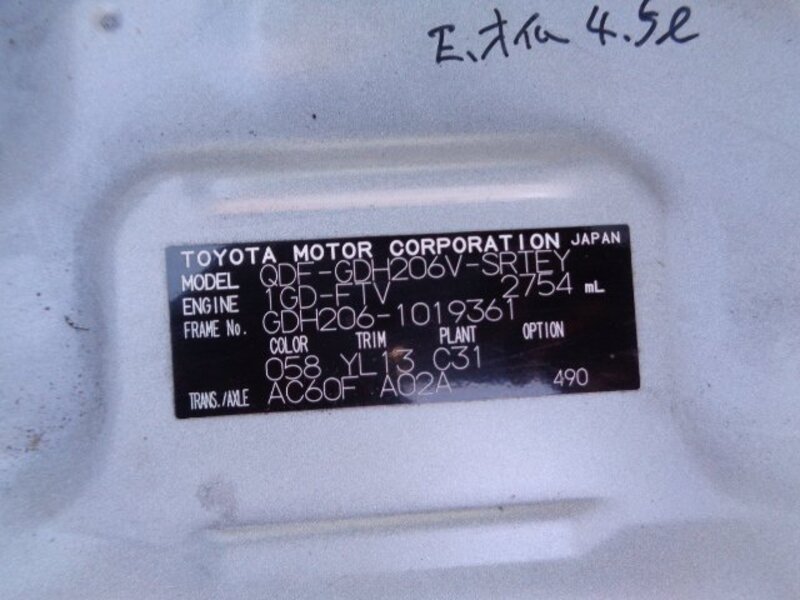 E.オイル 4.5l
TOYOTA MOTOR CORPORATION JAPAN
MODEL QDF-GDH206V-SRTEY
ENGINE 1GD-FTV 2754 mL
FRAME No. GDH206-1019361
COLOR TRIM PLANT OPTION
058 YL13 C31
TRANS./AXLE AC60F A02A 490